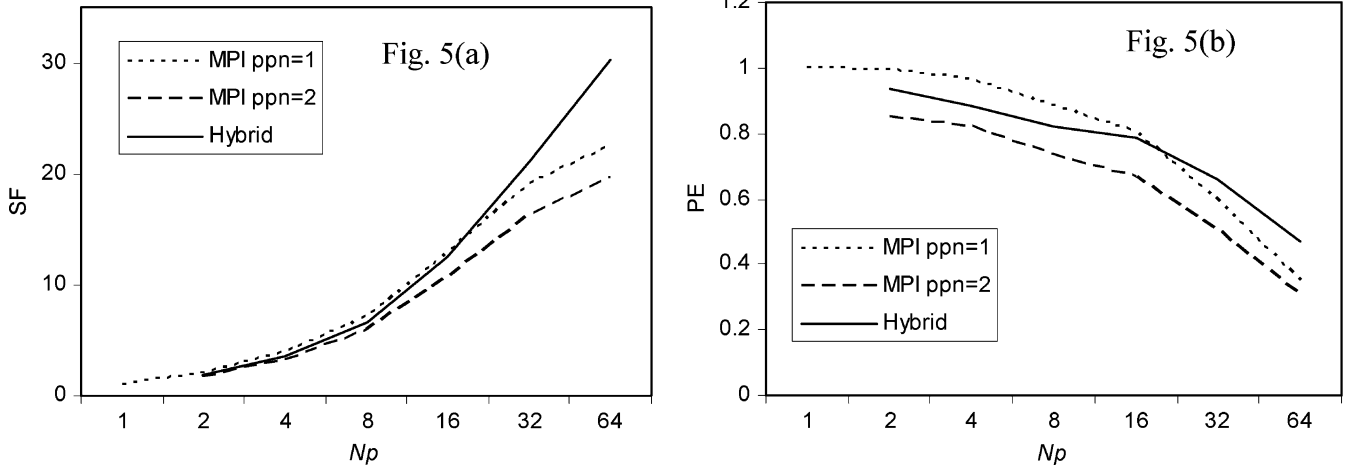 Fig. 5(a)
SF
30
20
10
0
MPI ppn=1
MPI ppn=2
Hybrid
1 2 4 8 16 32 64
Np
Fig. 5(b)
PE
1.2
1
0.8
0.6
0.4
0.2
0
MPI ppn=1
MPI ppn=2
Hybrid
1 2 4 8 16 32 64
Np